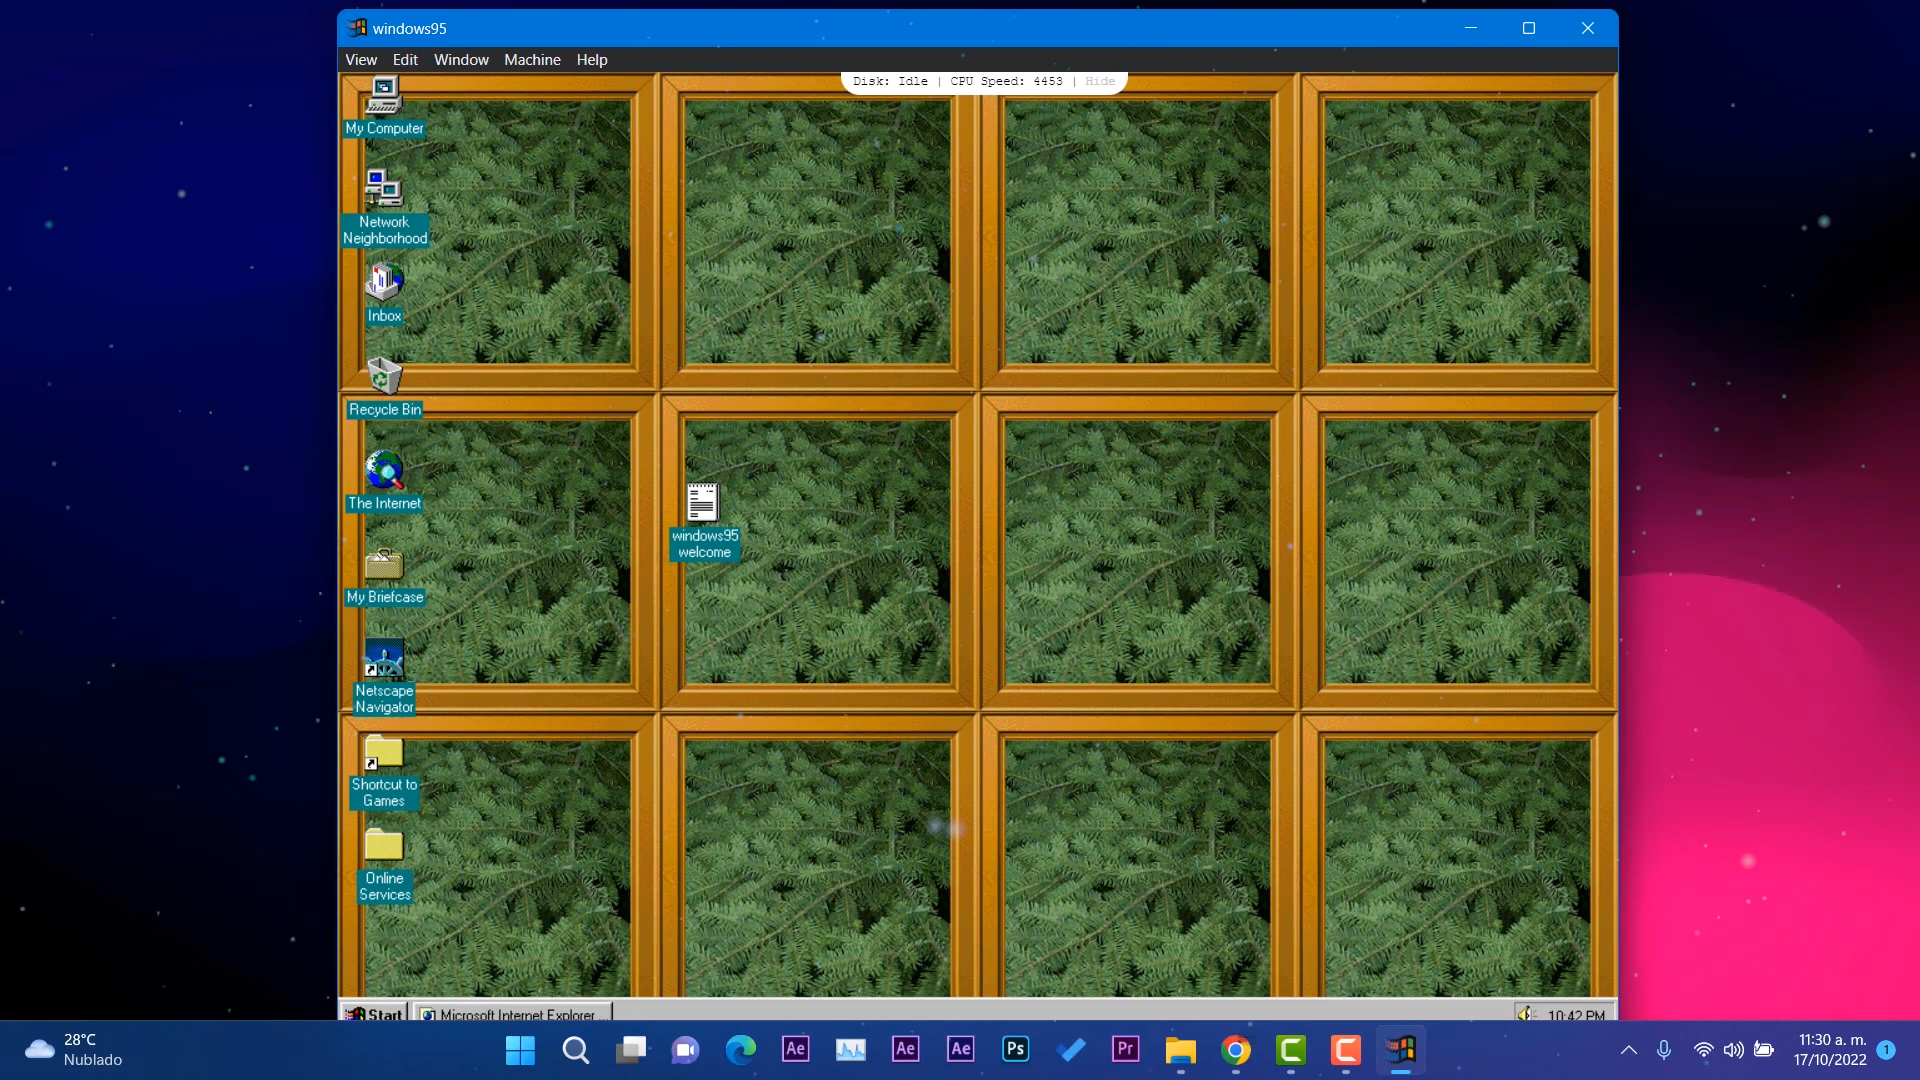 windows95
View Edit Window Machine Help
Disk: Idle | CPU Speed: 4453 | Hide
My Computer
Network
Neighborhood
Inbox
Recycle Bin
The Internet
windows95
welcome
My Briefcase
Netscape
Navigator
Shortcut to
Games
Online
Services
Start Microsoft Internet Explorer ... 10:42 PM
28°C
Nublado
Ae Ae Ae Ps Pr
11:30 a. m.
17/10/2022
1